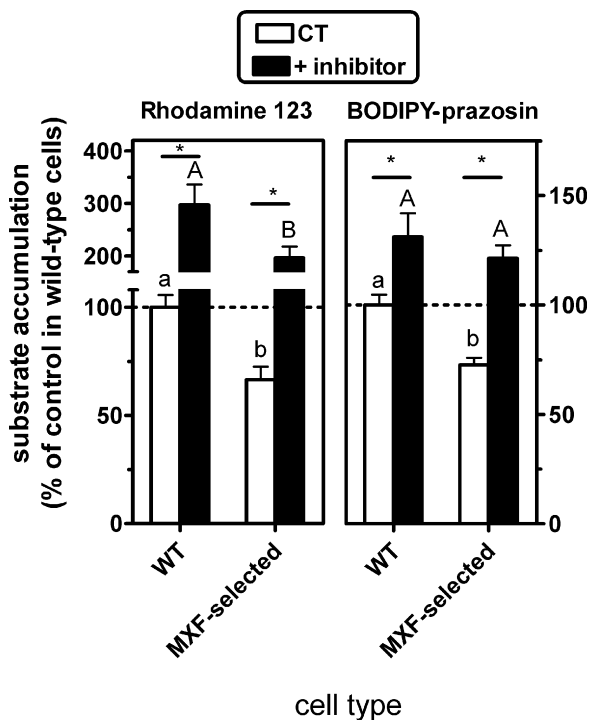 CT
+ inhibitor
Rhodamine 123 BODIPY-prazosin
substrate accumulation
(% of control in wild-type cells)
400
300
200
100
50
0
* A
a
* B
b
* A
a
* A
b
150
100
50
0
WT
MXF-selected
WT
MXF-selected
cell type